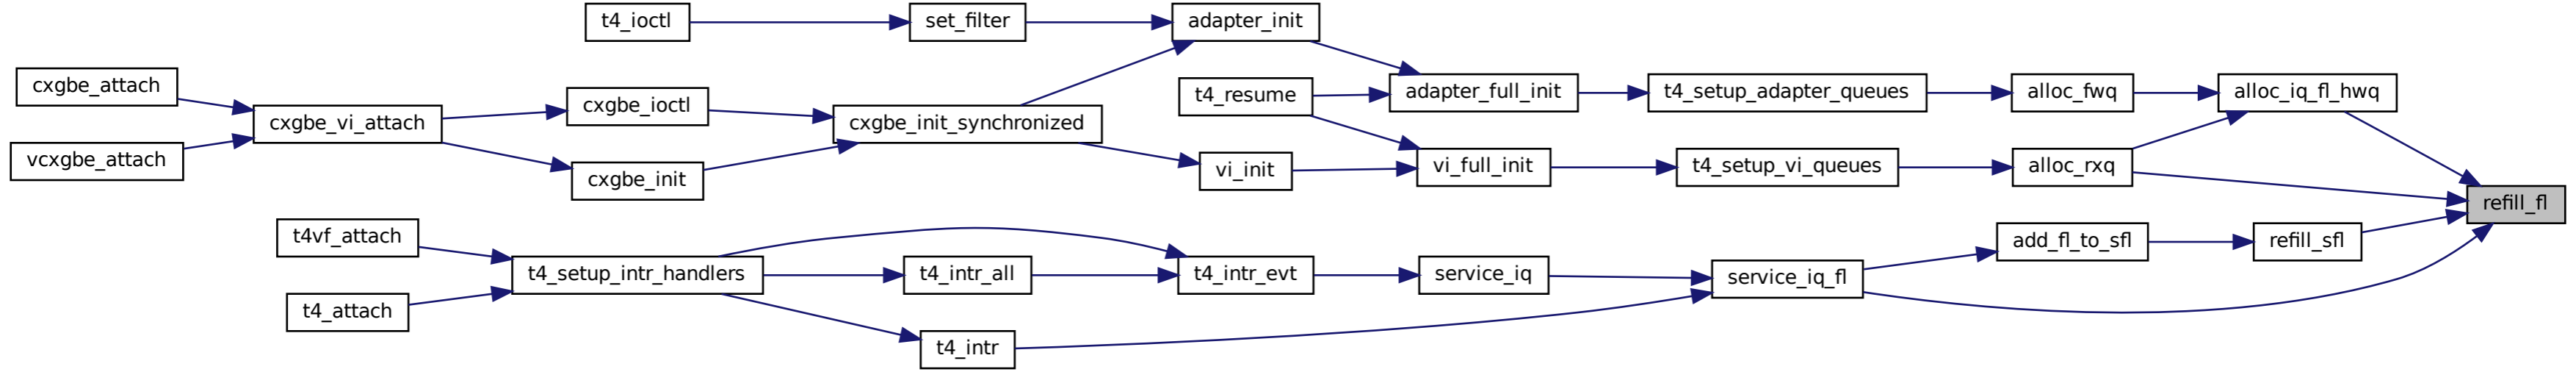 t4_ioctl
set_filter
adapter_init
cxgbe_attach
cxgbe_vi_attach
vcxgbe_attach
cxgbe_ioctl
cxgbe_init
cxgbe_init_synchronized
t4_resume
vi_init
adapter_full_init
vi_full_init
t4_setup_adapter_queues
t4_setup_vi_queues
alloc_fwq
alloc_rxq
alloc_iq_fl_hwq
refill_fl
t4vf_attach
t4_attach
t4_setup_intr_handlers
t4_intr_all
t4_intr
t4_intr_evt
service_iq
service_iq_fl
add_fl_to_sfl
refill_sfl